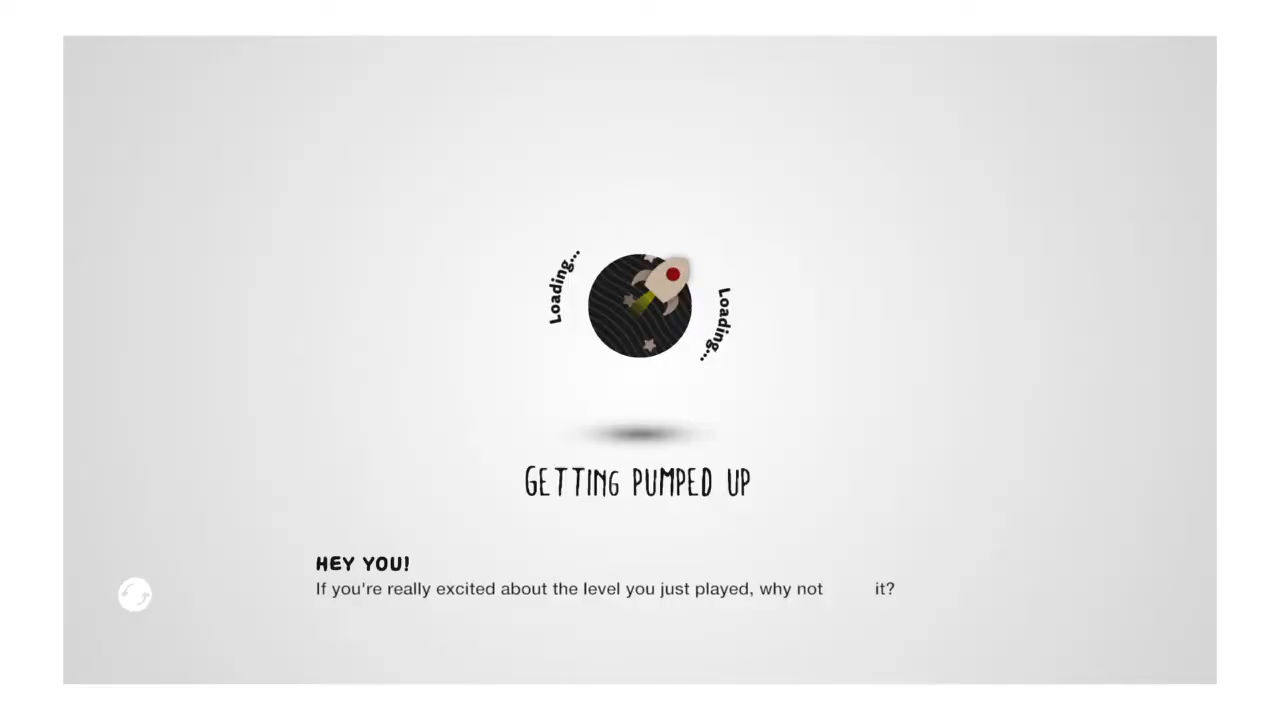 Loading...
Loading...
GETTING PUMPED UP
HEY YOU!
If you're really excited about the level you just played, why not it?